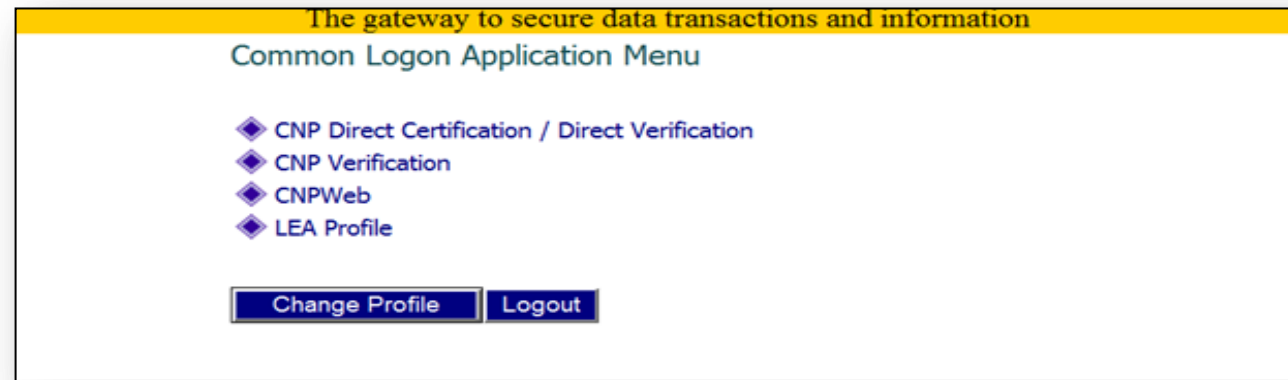 The gateway to secure data transactions and information
Common Logon Application Menu
CNP Direct Certification / Direct Verification
CNP Verification
CNPWeb
LEA Profile
Change Profile Logout